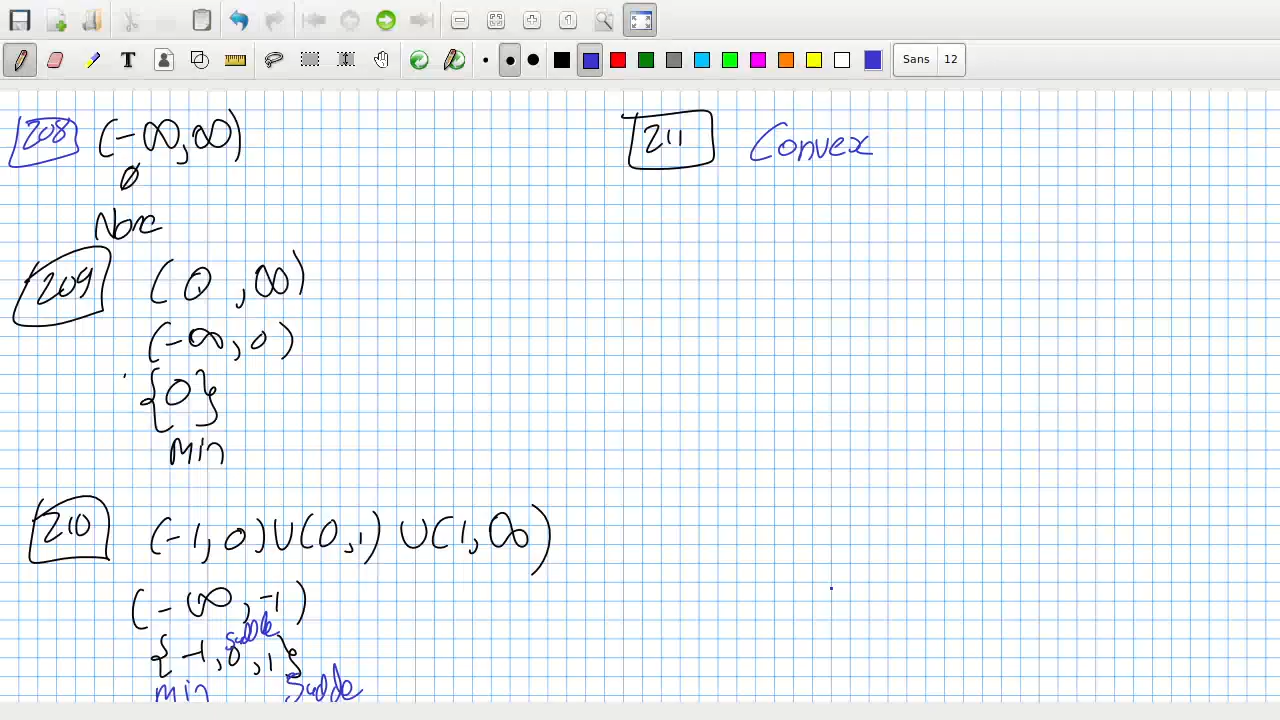 Sans 12
208 (-∞,∞)
∅
None
209 (0,∞)
(-∞,0)
{0}
min
210 (-1,0)∪(0,1)∪(1,∞)
(-∞,-1)
saddle
{-1,0,1}
min saddle
211 Convex